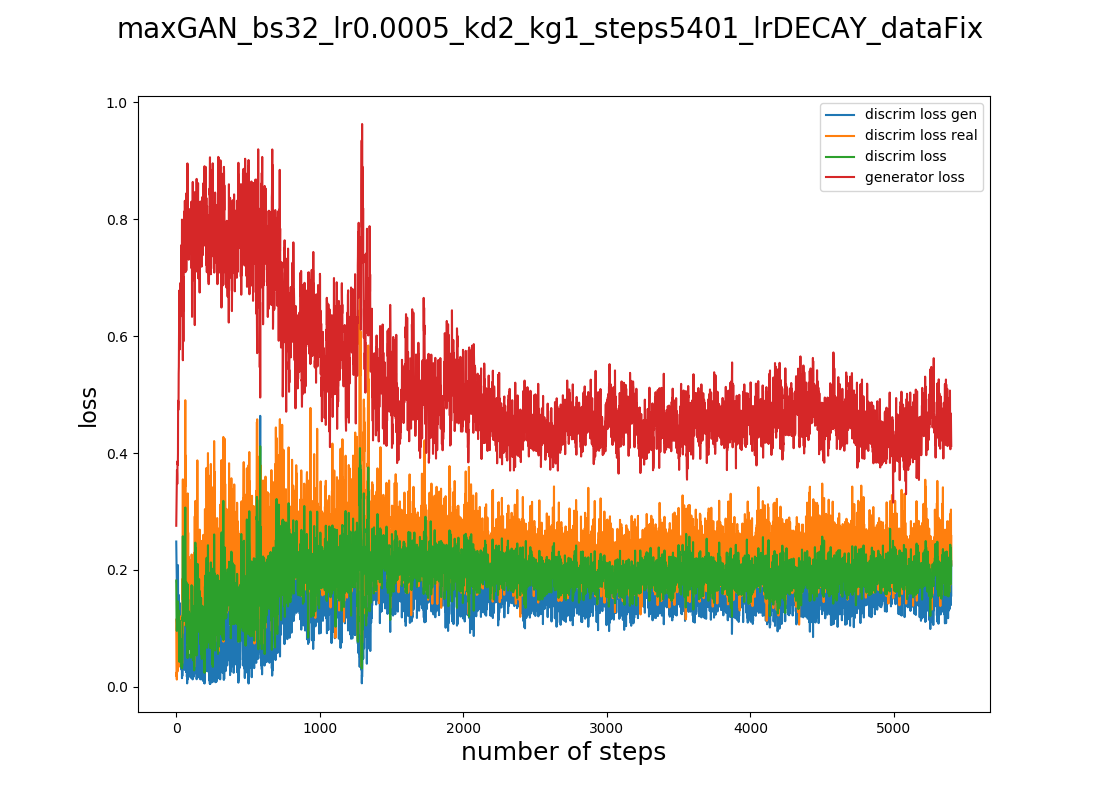 maxGAN_bs32_lr0.0005_kd2_kg1_steps5401_lrDECAY_dataFix
1.0
0.8
0.6
0.4
0.2
0.0
loss
discrim loss gen
discrim loss real
discrim loss
generator loss
0 1000 2000 3000 4000 5000
number of steps